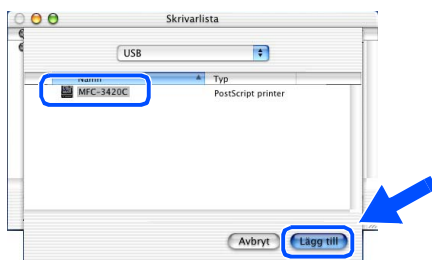 Skrivarlista
USB
Namn Typ
MFC-3420C PostScript printer
Avbryt Lägg till